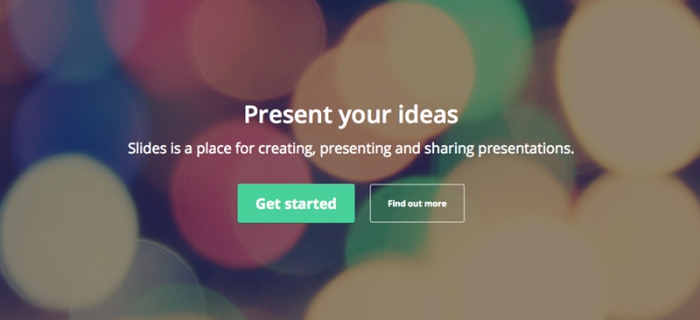 Present your ideas
Slides is a place for creating, presenting and sharing presentations.
Get started
Find out more